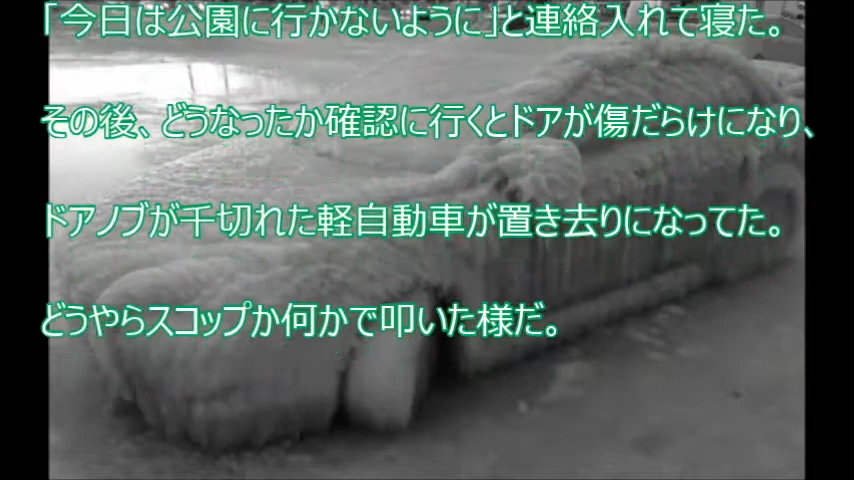 「今日は公園に行かないように」と連絡入れて寝た。
その後、どうなったか確認に行くとドアが傷だらけになり、
ドアノブが千切れた軽自動車が置き去りになってた。
どうやらスコップか何かで叩いた様だ。